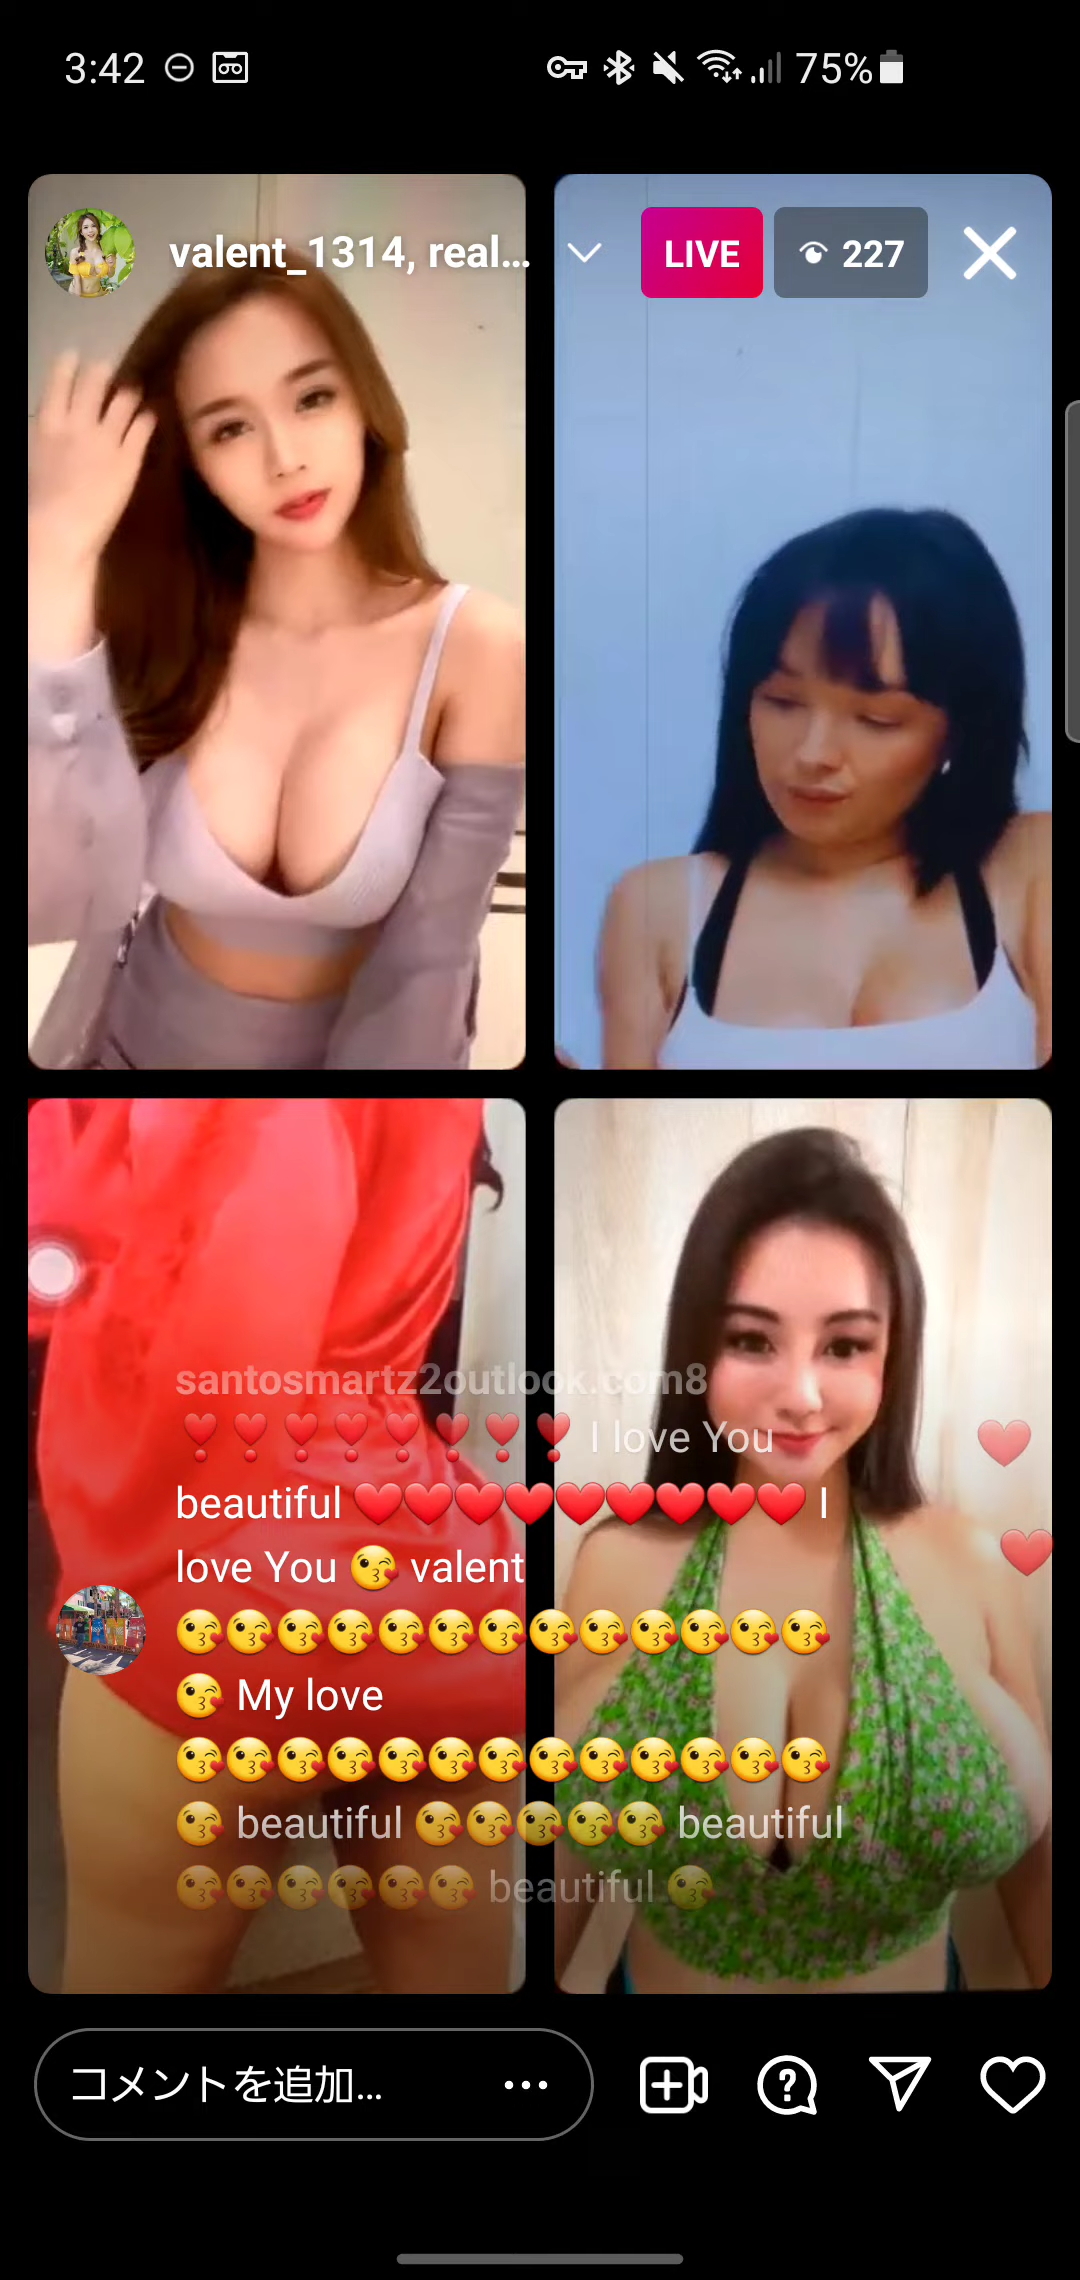 3:42
75%
valent_1314, real...
LIVE
227
santosmartz2outlook.com8
❣️❣️❣️❣️❣️❣️❣️❣️ I love You
beautiful ❤️❤️❤️❤️❤️❤️❤️❤️❤️ I
love You 😘 valent
😘😘😘😘😘😘😘😘😘😘😘😘😘
😘 My love
😘😘😘😘😘😘😘😘😘😘😘😘😘
😘 beautiful 😘😘😘😘😘 beautiful
😘😘😘😘😘😘 beautiful 😘
コメントを追加...